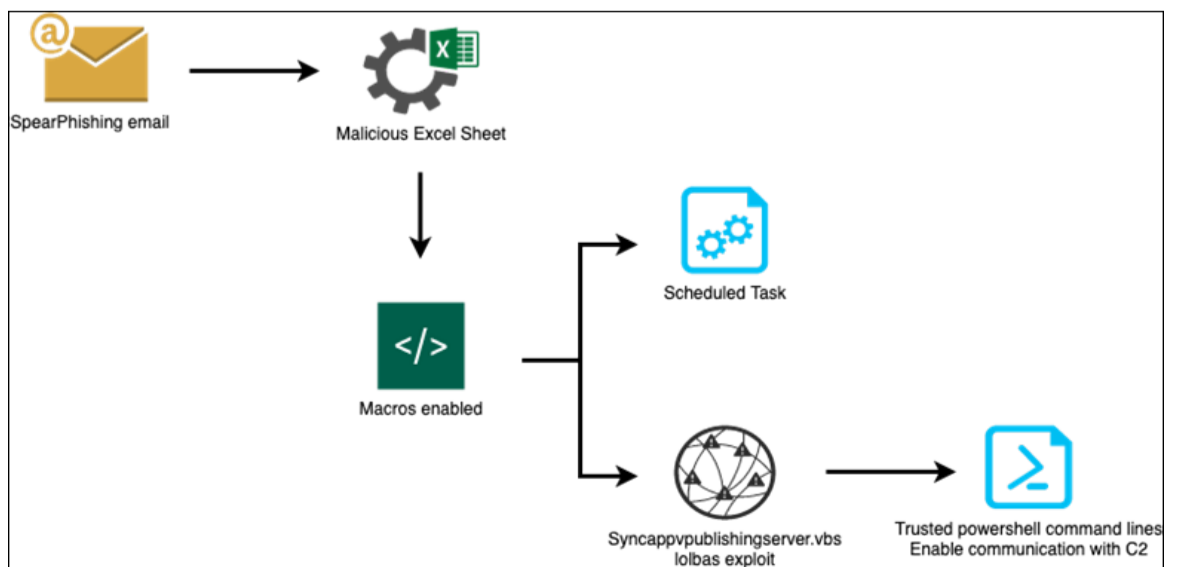 @
SpearPhishing email
X
Malicious Excel Sheet
Scheduled Task
</>
Macros enabled
Syncappvpublishingserver.vbs
lolbas exploit
Trusted powershell command lines
Enable communication with C2